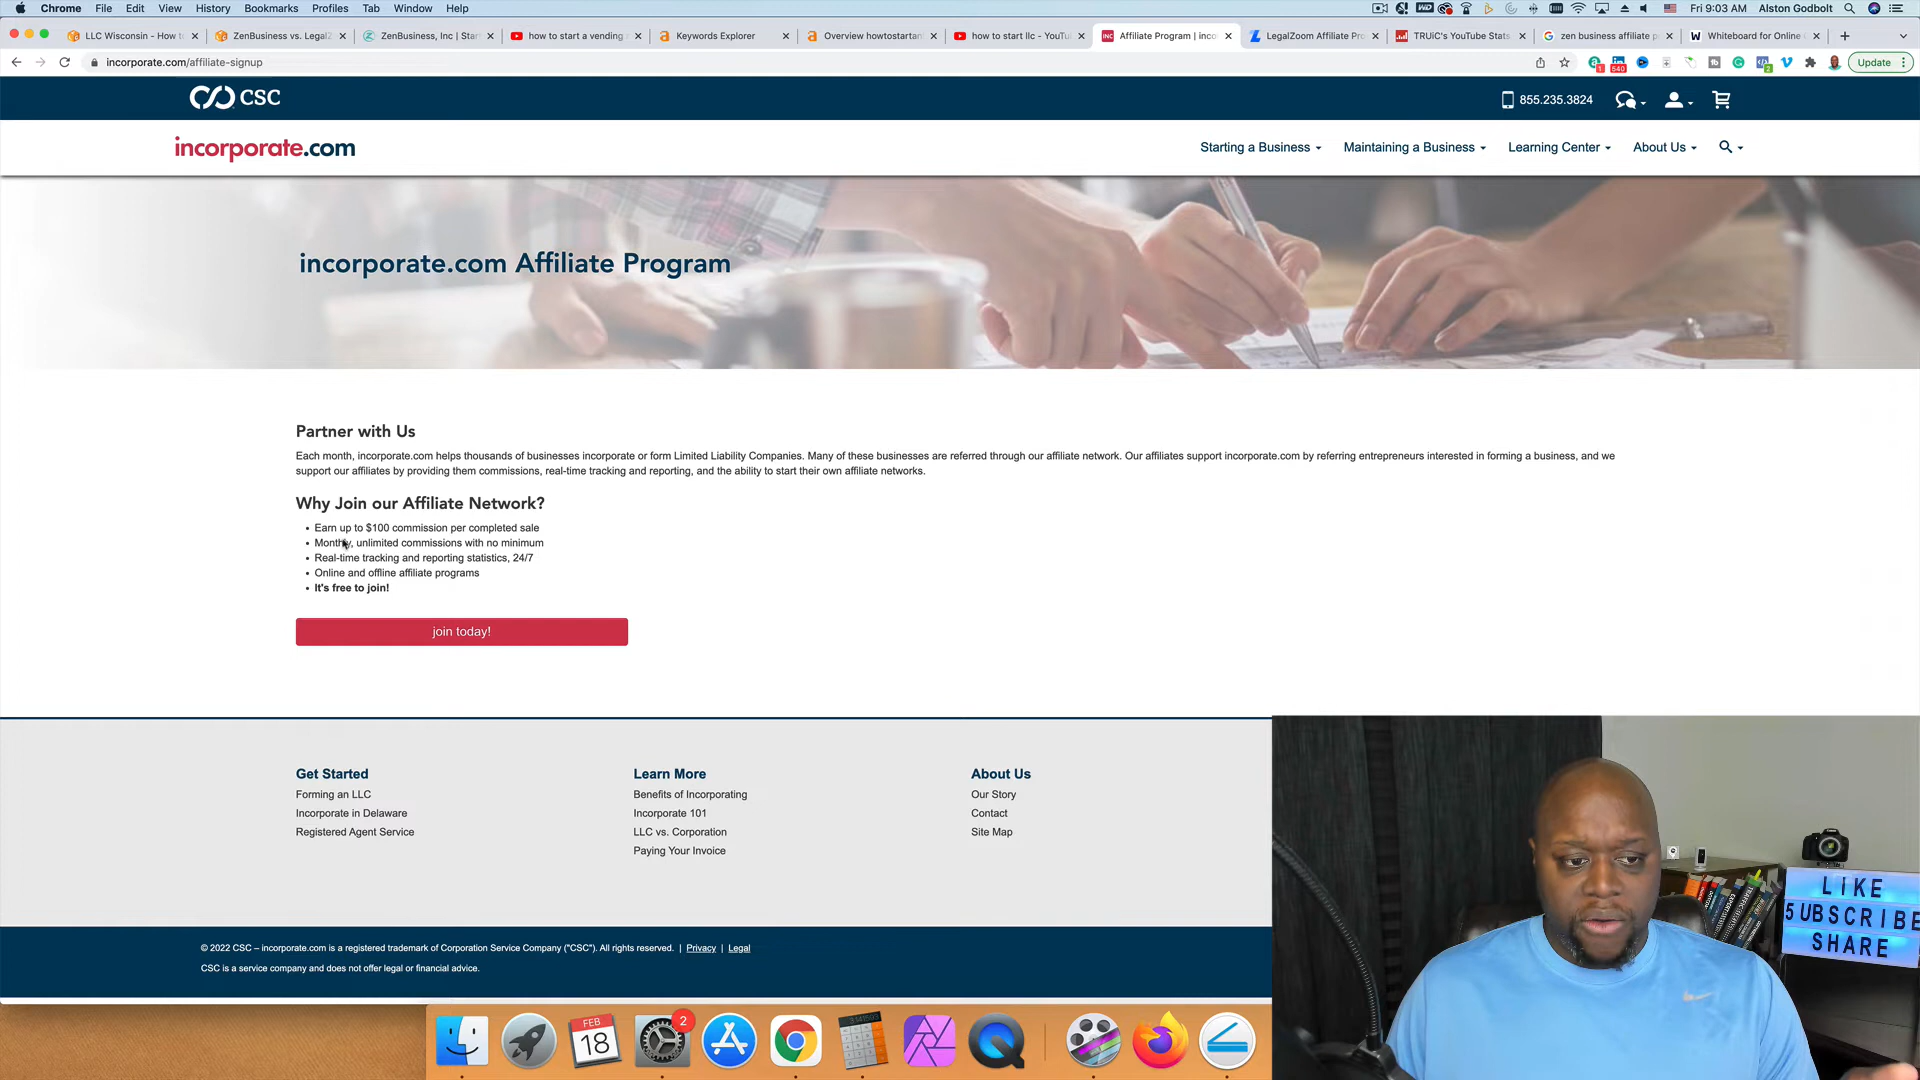 Chrome File Edit View History Bookmarks Profiles Tab Window Help
Fri 9:03 AM Alston Godbolt
LLC Wisconsin - How t
ZenBusiness vs. LegalZ
ZenBusiness, Inc | Star
how to start a vending
Keywords Explorer
Overview howtostartan
how to start llc - YouTu
Affiliate Program | inco
LegalZoom Affiliate Pro
TRUiC's YouTube Stats
zen business affiliate p
Whiteboard for Online
incorporate.com/affiliate-signup
Update
CSC
855.235.3824
incorporate.com
Starting a Business
Maintaining a Business
Learning Center
About Us
incorporate.com Affiliate Program
Partner with Us
Each month, incorporate.com helps thousands of businesses incorporate or form Limited Liability Companies. Many of these businesses are referred through our affiliate network. Our affiliates support incorporate.com by referring entrepreneurs interested in forming a business, and we
support our affiliates by providing them commissions, real-time tracking and reporting, and the ability to start their own affiliate networks.
Why Join our Affiliate Network?
• Earn up to $100 commission per completed sale
• Monthly, unlimited commissions with no minimum
• Real-time tracking and reporting statistics, 24/7
• Online and offline affiliate programs
• It's free to join!
join today!
Get Started
Forming an LLC
Incorporate in Delaware
Registered Agent Service
Learn More
Benefits of Incorporating
Incorporate 101
LLC vs. Corporation
Paying Your Invoice
About Us
Our Story
Contact
Site Map
© 2022 CSC – incorporate.com is a registered trademark of Corporation Service Company ("CSC"). All rights reserved. | Privacy | Legal
CSC is a service company and does not offer legal or financial advice.
LIKE
5UBSCRIBE
SHARE
FEB
18
2